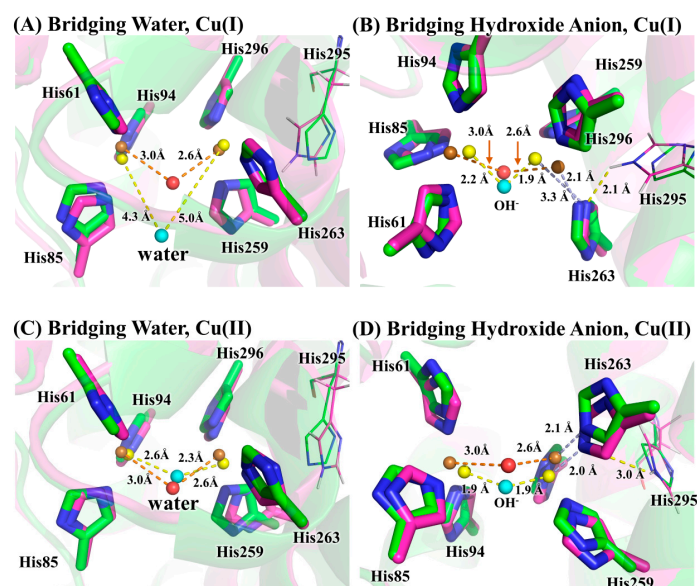 (A) Bridging Water, Cu(I)
His296
His295
His61
His94
3.0Å
2.6Å
4.3 Å
5.0Å
His85
water
His259
His263
(B) Bridging Hydroxide Anion, Cu(I)
His94
His259
His85
3.0Å
2.6Å
His296
2.2 Å
1.9Å
2.1 Å
2.1 Å
3.3 Å
OH-
His295
His61
His263
(C) Bridging Water, Cu(II)
His296
His295
His61
His94
2.6Å
2.3Å
3.0Å
2.6Å
water
His85
His259
His263
(D) Bridging Hydroxide Anion, Cu(II)
His263
His61
2.1 Å
3.0Å
2.6Å
2.0 Å
3.0 Å
1.9 Å
1.9Å
OH-
His295
His85
His94
His259